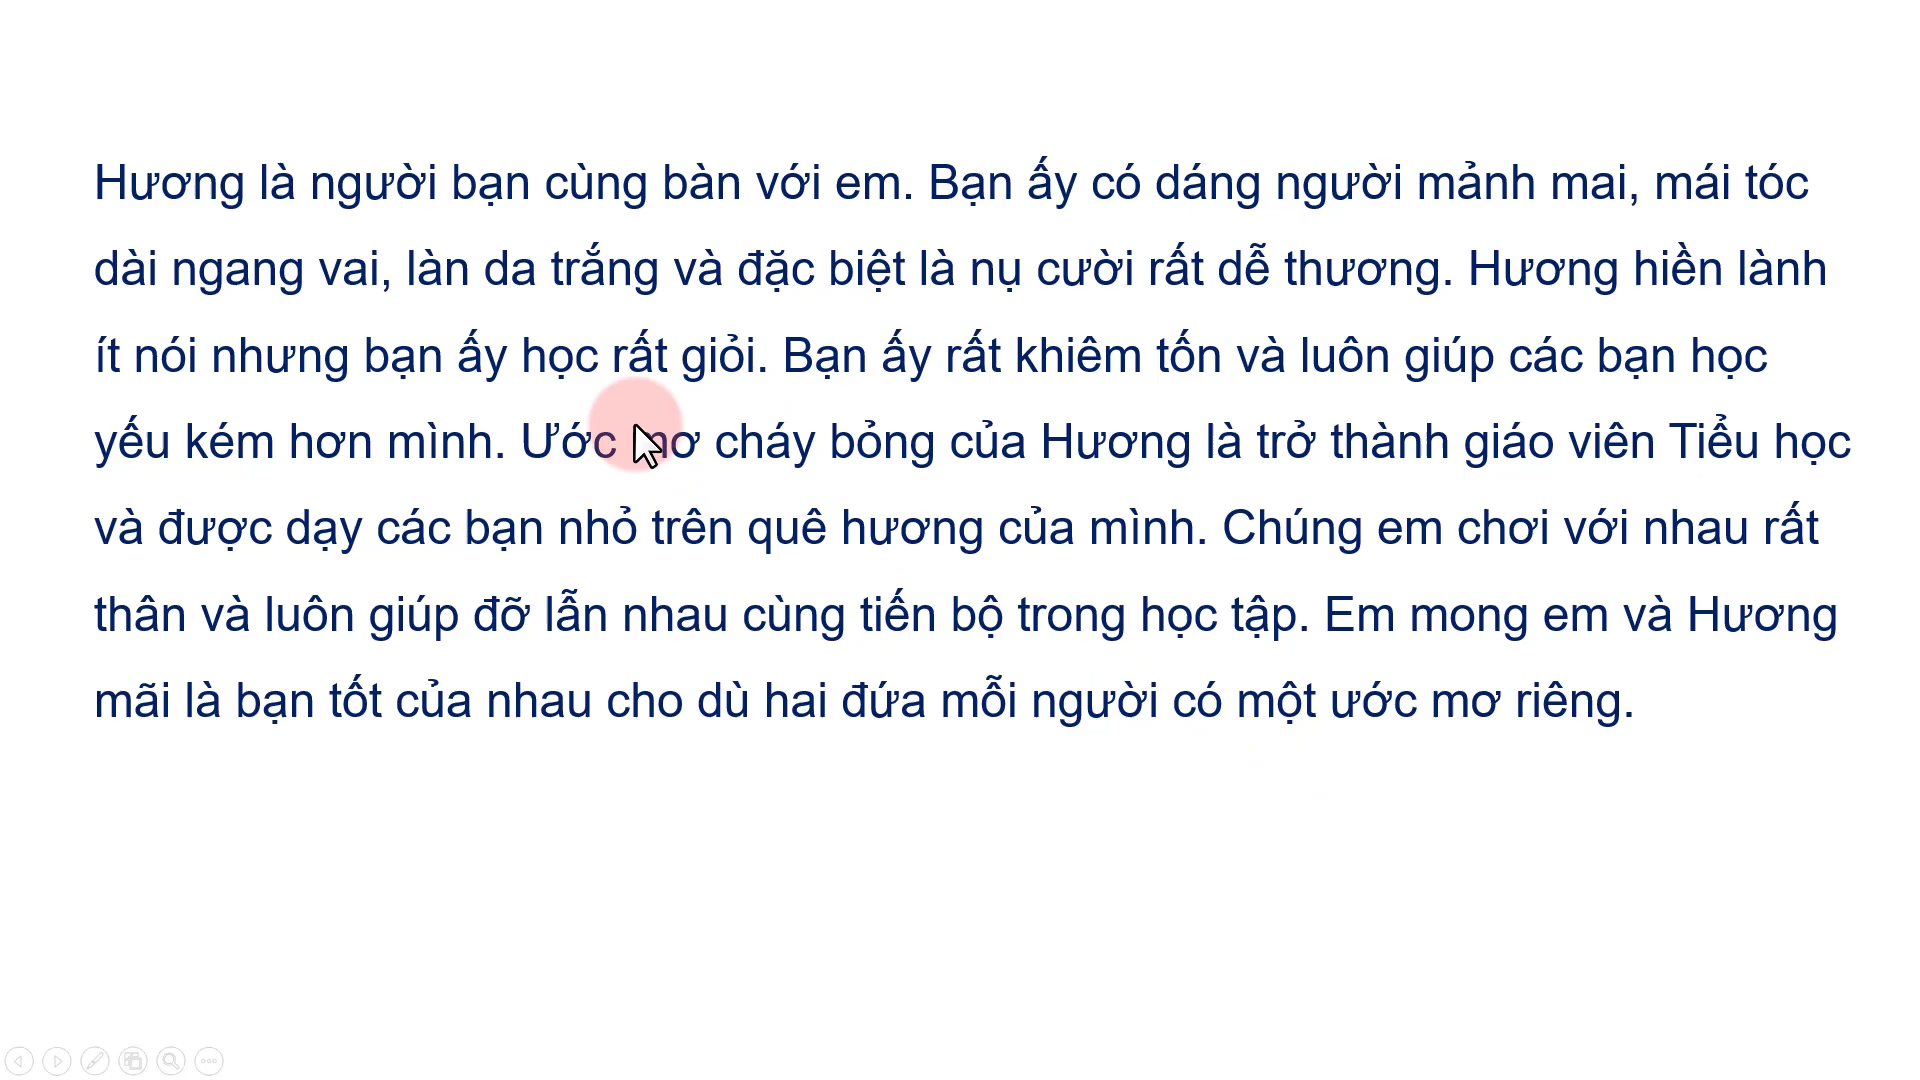 Hương là người bạn cùng bàn với em. Bạn ấy có dáng người mảnh mai, mái tóc
dài ngang vai, làn da trắng và đặc biệt là nụ cười rất dễ thương. Hương hiền lành
ít nói nhưng bạn ấy học rất giỏi. Bạn ấy rất khiêm tốn và luôn giúp các bạn học
yếu kém hơn mình. Ước mơ cháy bỏng của Hương là trở thành giáo viên Tiểu học
và được dạy các bạn nhỏ trên quê hương của mình. Chúng em chơi với nhau rất
thân và luôn giúp đỡ lẫn nhau cùng tiến bộ trong học tập. Em mong em và Hương
mãi là bạn tốt của nhau cho dù hai đứa mỗi người có một ước mơ riêng.